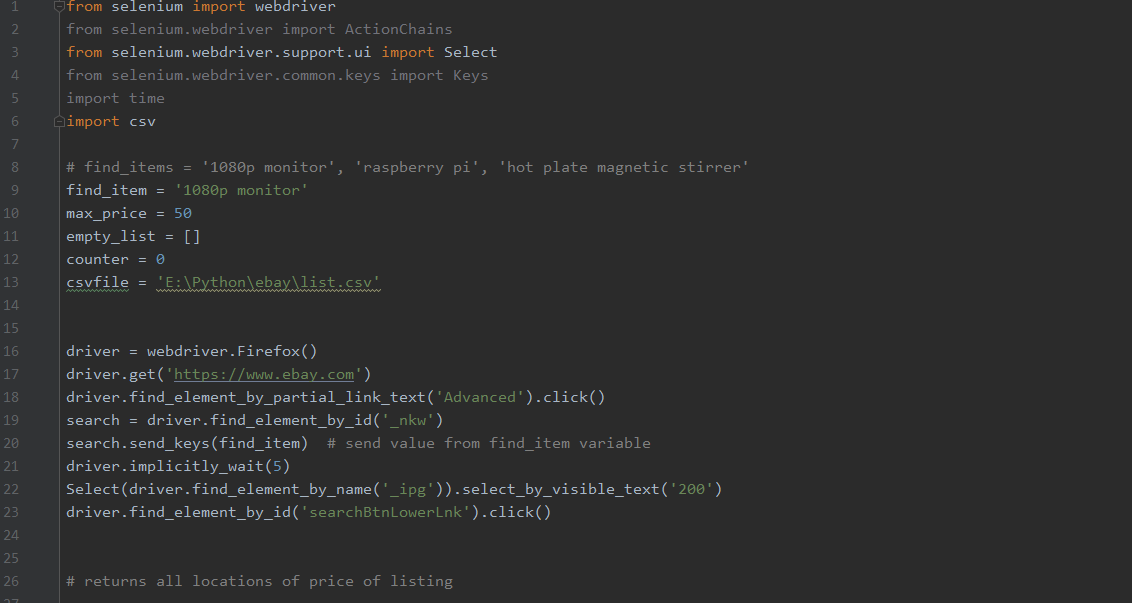 1 from selenium import webdriver
2 from selenium.webdriver import ActionChains
3 from selenium.webdriver.support.ui import Select
4 from selenium.webdriver.common.keys import Keys
5 import time
6 import csv
7
8 # find_items = '1080p monitor', 'raspberry pi', 'hot plate magnetic stirrer'
9 find_item = '1080p monitor'
10 max_price = 50
11 empty_list = []
12 counter = 0
13 csvfile = 'E:\Python\ebay\list.csv'
14
15
16 driver = webdriver.Firefox()
17 driver.get('https://www.ebay.com')
18 driver.find_element_by_partial_link_text('Advanced').click()
19 search = driver.find_element_by_id('_nkw')
20 search.send_keys(find_item)  # send value from find_item variable
21 driver.implicitly_wait(5)
22 Select(driver.find_element_by_name('_ipg')).select_by_visible_text('200')
23 driver.find_element_by_id('searchBtnLowerLnk').click()
24
25
26 # returns all locations of price of listing
27